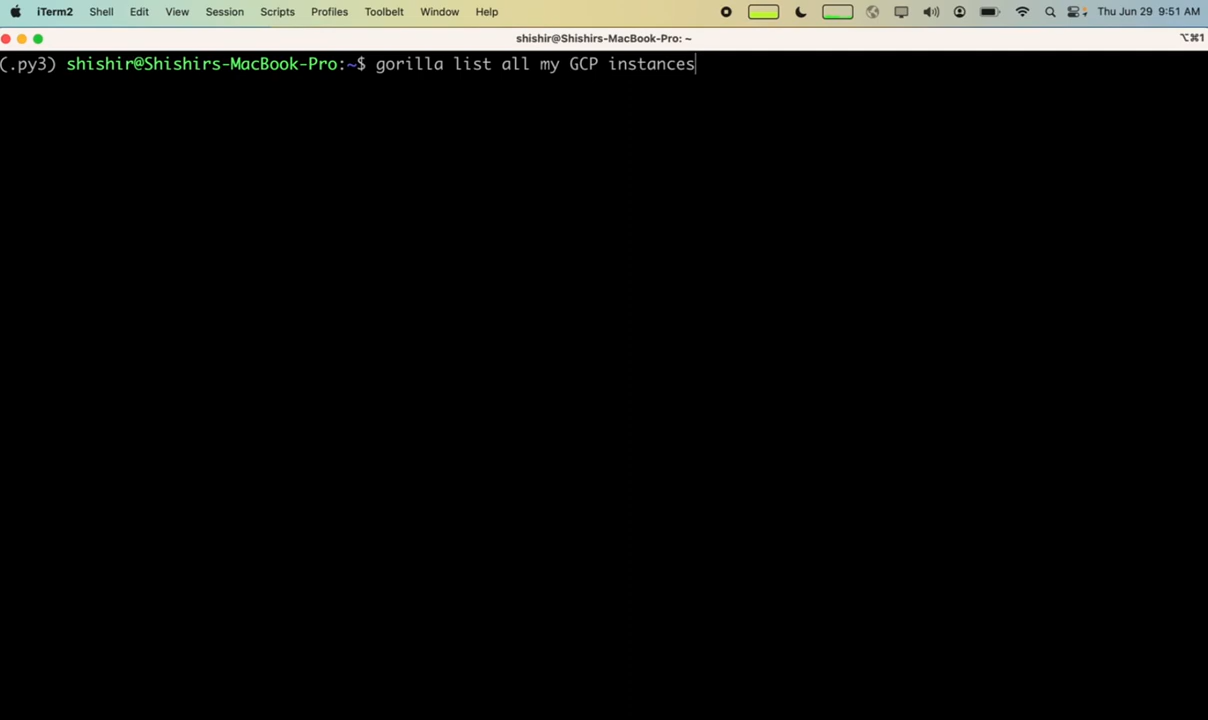 iTerm2 Shell Edit View Session Scripts Profiles Toolbelt Window Help Thu Jun 29 9:51 AM
shishir@Shishirs-MacBook-Pro: ~ ⌥⌘1
(.py3) shishir@Shishirs-MacBook-Pro:~$ gorilla list all my GCP instances